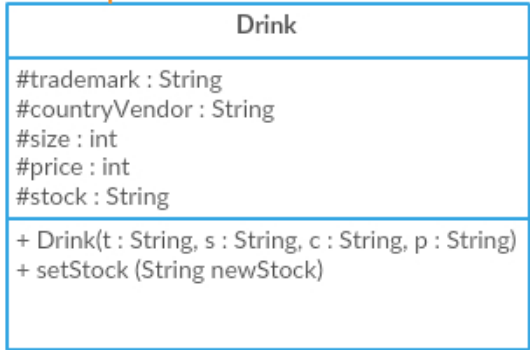 Drink
#trademark : String
#countryVendor : String
#size : int
#price : int
#stock : String
+ Drink(t : String, s : String, c : String, p : String)
+ setStock (String newStock)